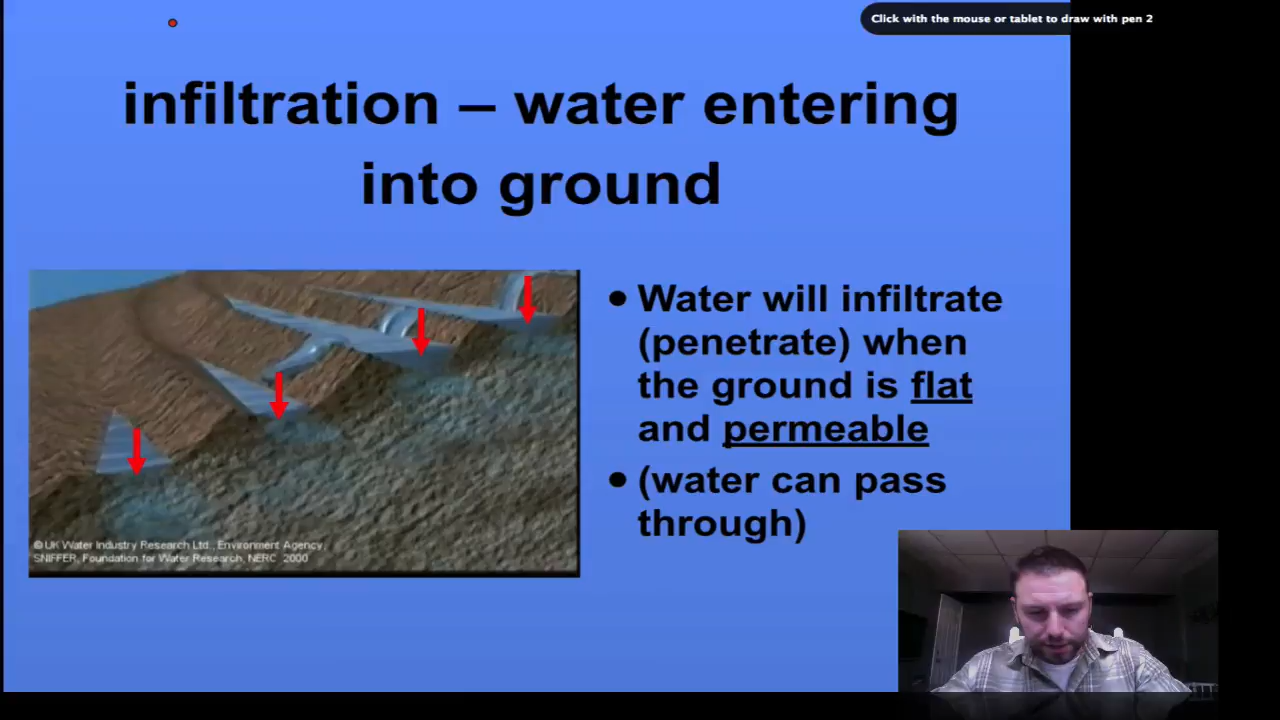 Click with the mouse or tablet to draw with pen 2
infiltration – water entering
into ground
• Water will infiltrate
(penetrate) when
the ground is flat
and permeable
• (water can pass
through)
© UK Water Industry Research Ltd., Environment Agency,
SNIFFER, Foundation for Water Research, NERC 2000